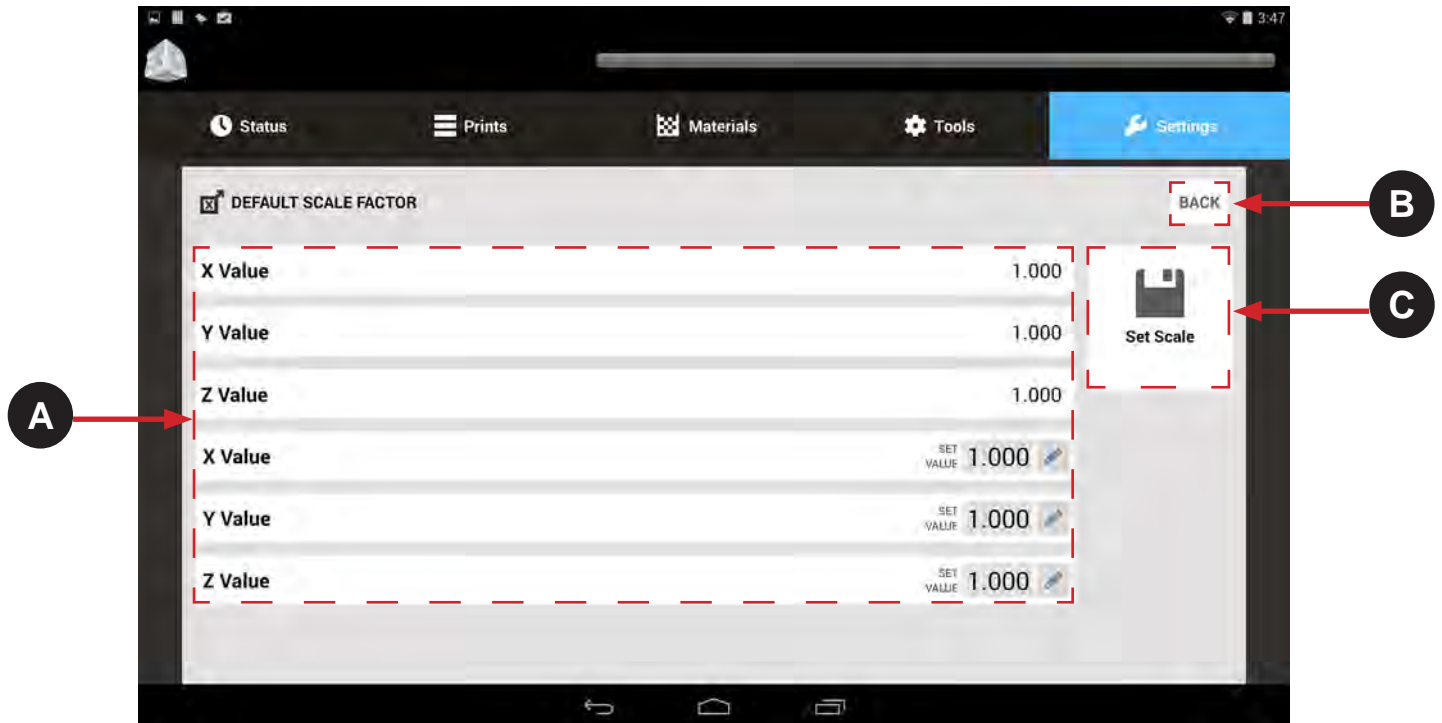 3:47
Status Prints Materials Tools Settings
DEFAULT SCALE FACTOR BACK B
X Value 1.000
Y Value 1.000 Set Scale C
Z Value 1.000
A
X Value SET VALUE 1.000
Y Value SET VALUE 1.000
Z Value SET VALUE 1.000